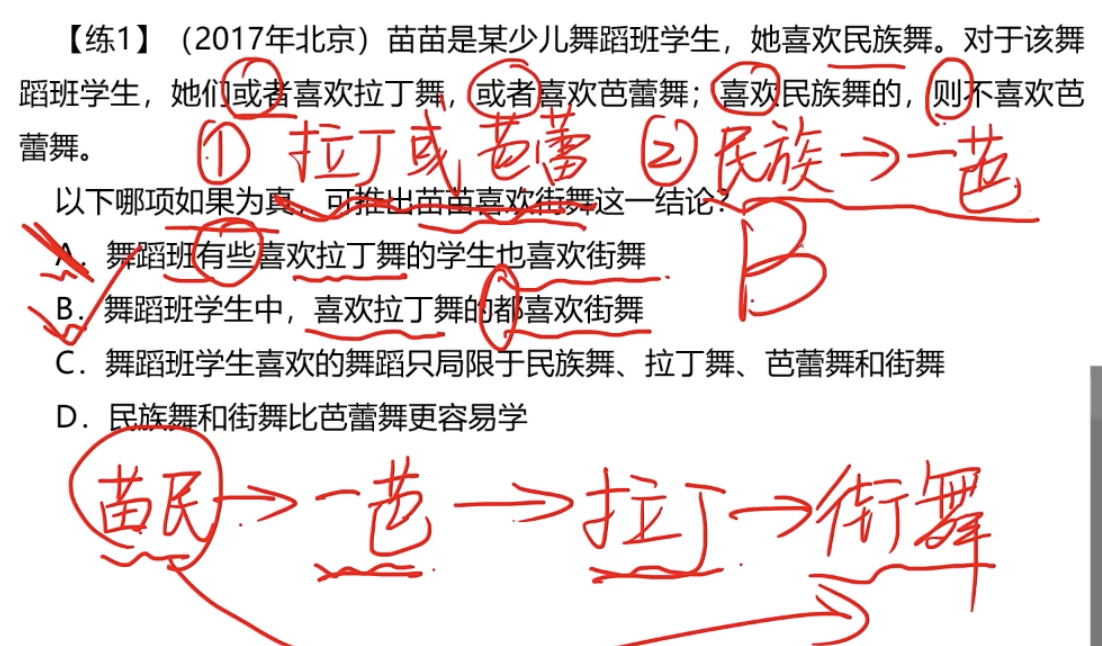 【练1】（2017年北京）苗苗是某少儿舞蹈班学生，她喜欢民族舞。对于该舞
蹈班学生，她们或者喜欢拉丁舞，或者喜欢芭蕾舞；喜欢民族舞的，则不喜欢芭
蕾舞。
① 拉丁或芭蕾 ② 民族→一芭
以下哪项如果为真，可推出苗苗喜欢街舞这一结论？
B
A．舞蹈班有些喜欢拉丁舞的学生也喜欢街舞
B．舞蹈班学生中，喜欢拉丁舞的都喜欢街舞
C．舞蹈班学生喜欢的舞蹈只局限于民族舞、拉丁舞、芭蕾舞和街舞
D．民族舞和街舞比芭蕾舞更容易学
苗民→一芭→拉丁→街舞